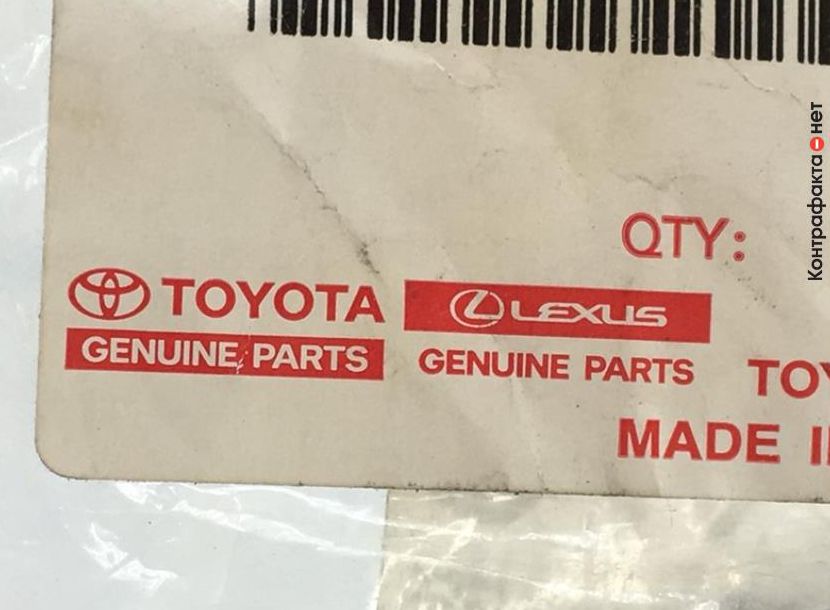 QTY:
TOYOTA LEXUS
GENUINE PARTS GENUINE PARTS
MADE
Контрафакта нет